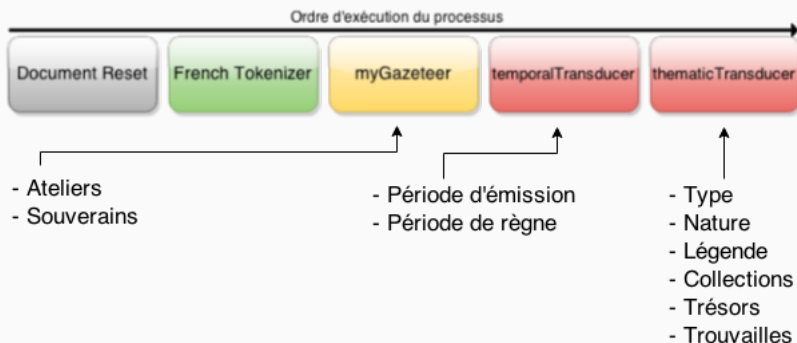 Ordre d'exécution du processus
Document Reset
French Tokenizer
myGazeteer
temporalTransducer
thematicTransducer
- Ateliers
- Souverains
- Période d'émission
- Période de règne
- Type
- Nature
- Légende
- Collections
- Trésors
- Trouvailles